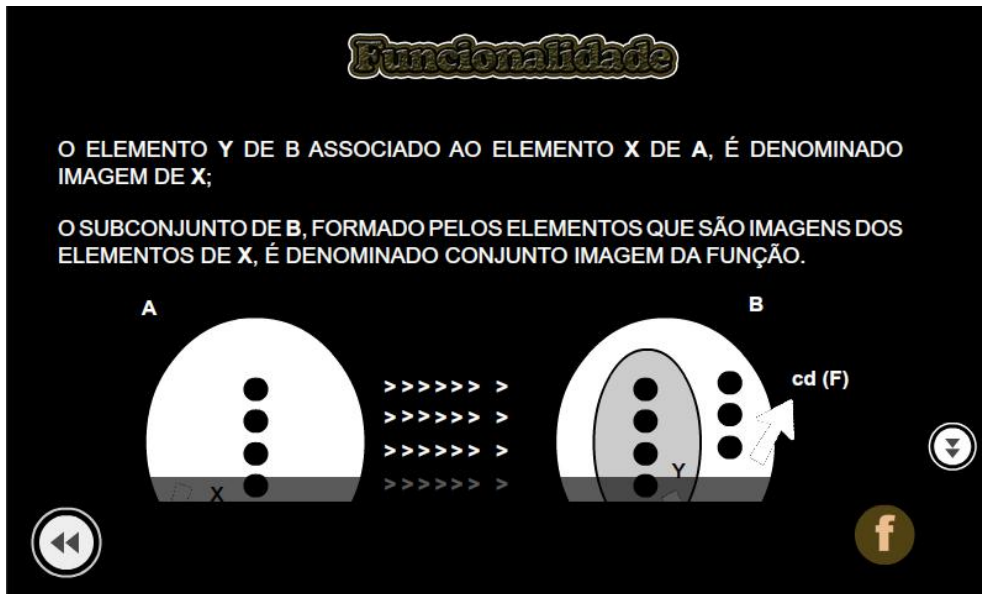 Funcionalidade
O ELEMENTO Y DE B ASSOCIADO AO ELEMENTO X DE A, É DENOMINADO
IMAGEM DE X;
O SUBCONJUNTO DE B, FORMADO PELOS ELEMENTOS QUE SÃO IMAGENS DOS
ELEMENTOS DE X, É DENOMINADO CONJUNTO IMAGEM DA FUNÇÃO.
A
B
>>>>>> >
cd (F)
>>>>>> >
>>>>>> >
Y
X
>>>>>> >
f